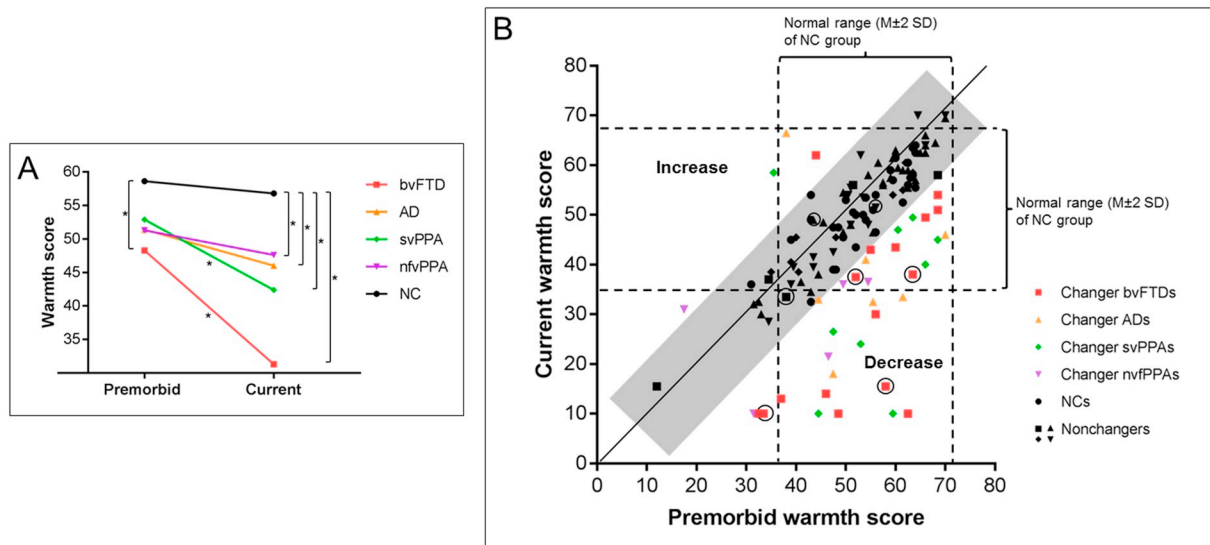 A
Warmth score
60
55
50
45
40
35
*
*
*
*
*
*
*
Premorbid
Current
bvFTD
AD
svPPA
nfvPPA
NC
B
Normal range (M±2 SD)
of NC group
Current warmth score
80
70
60
50
40
30
20
10
0
Increase
Decrease
Normal range (M±2 SD)
of NC group
0 10 20 30 40 50 60 70 80
Premorbid warmth score
Changer bvFTDs
Changer ADs
Changer svPPAs
Changer nvfPPAs
NCs
Nonchangers